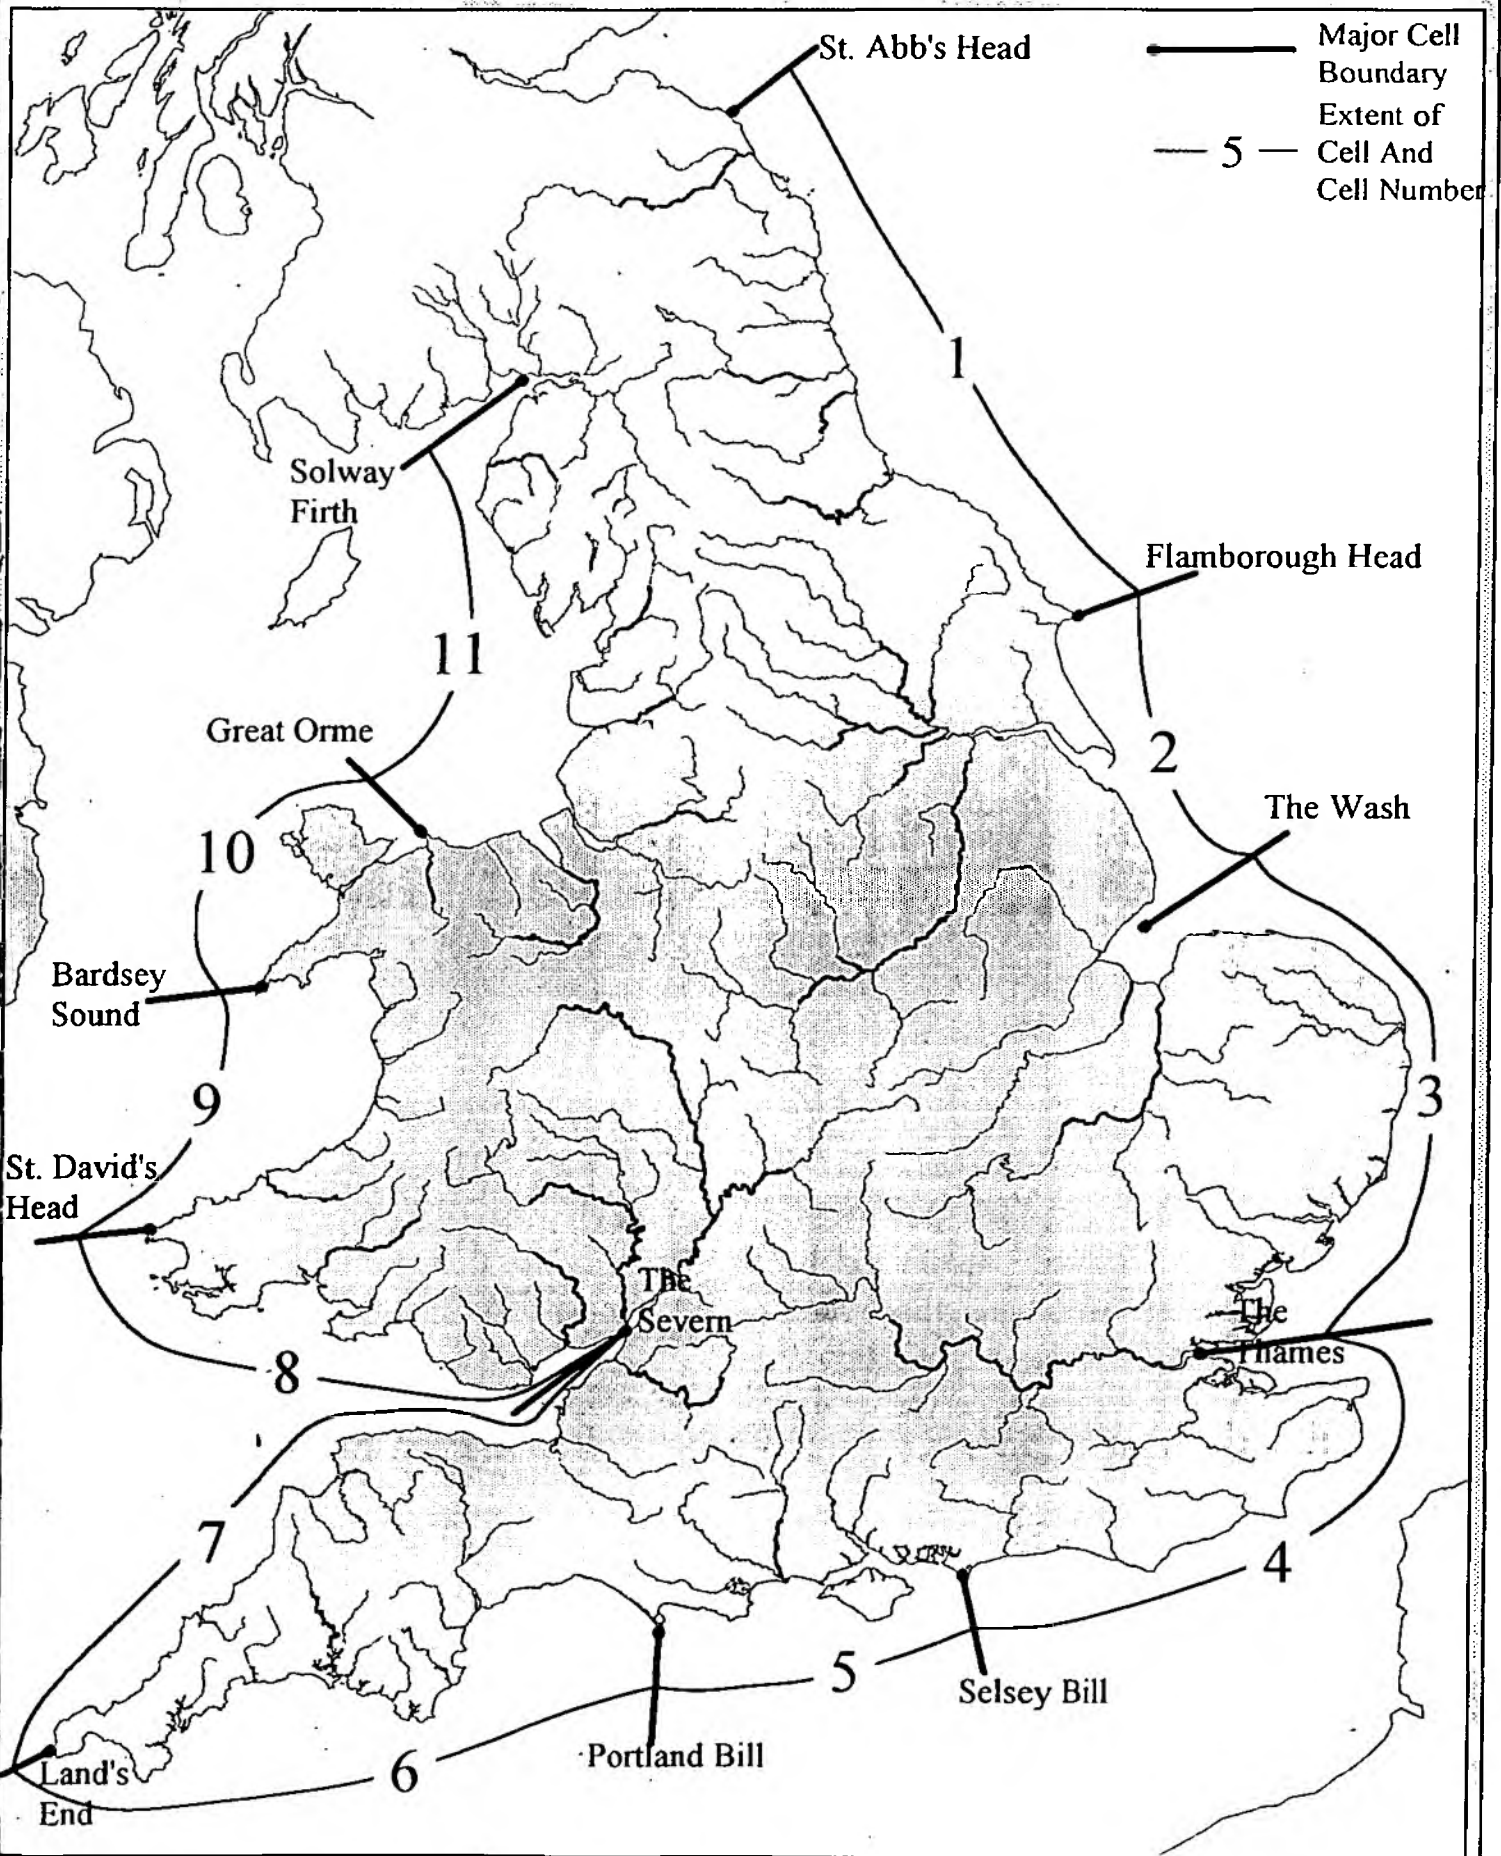 St. Abb's Head
Major Cell
Boundary
Extent of
— 5 — Cell And
Cell Number
1
Solway
Firth
Flamborough Head
11
Great Orme
2
The Wash
10
Bardsey
Sound
9
3
St. David's
Head
The
Severn
The
Thames
8
7
4
5
Selsey Bill
Portland Bill
6
Land's
End